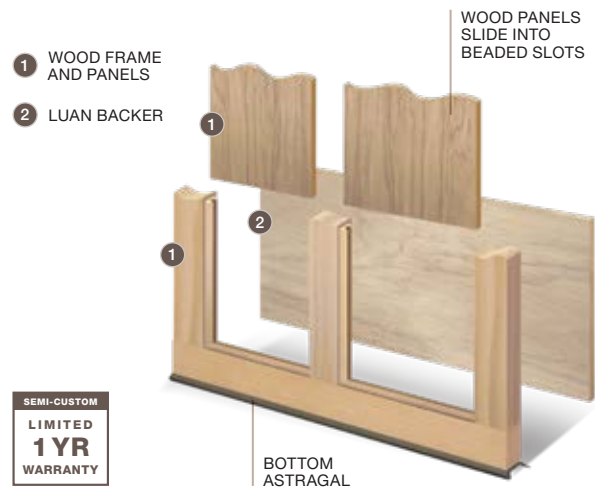 1 WOOD FRAME
AND PANELS
2 LUAN BACKER
WOOD PANELS
SLIDE INTO
BEADED SLOTS
1
2
1
SEMI-CUSTOM
LIMITED
1 YR
WARRANTY
BOTTOM
ASTRAGAL